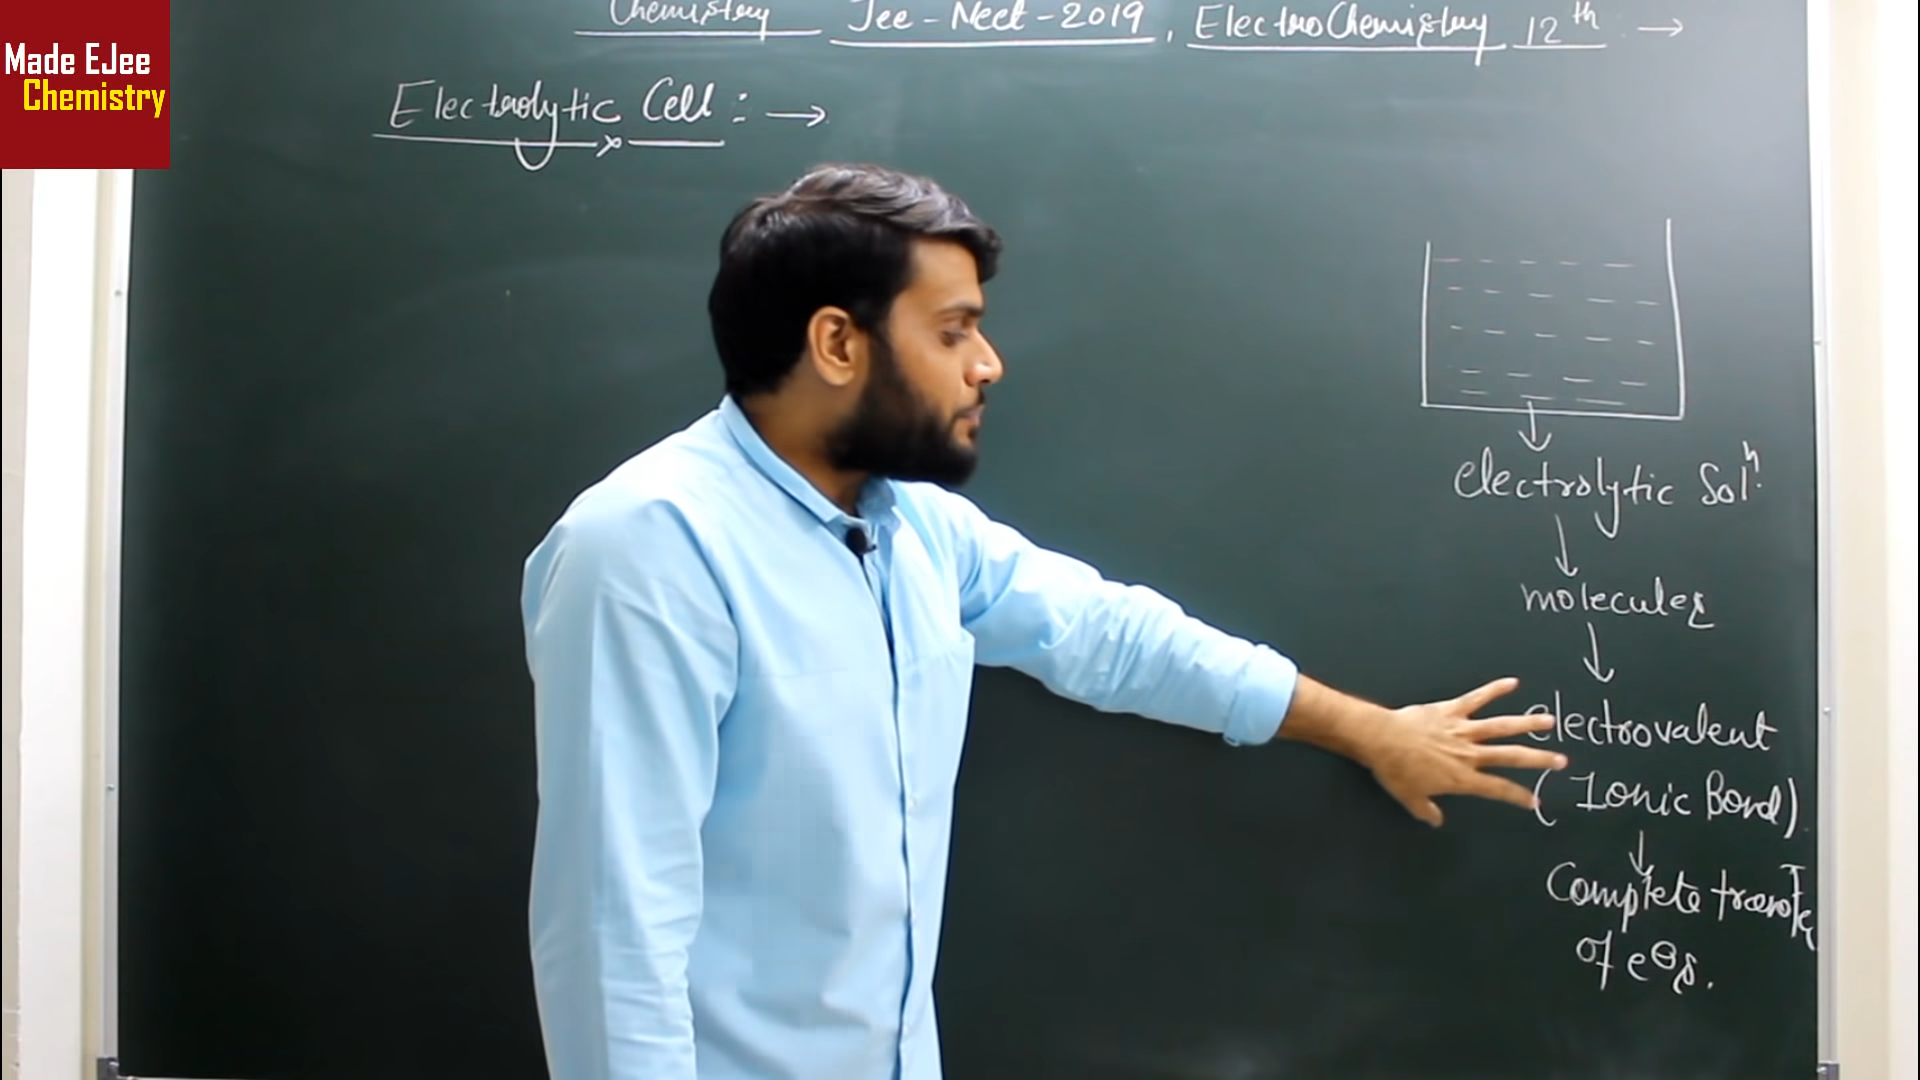 Made EJee
Chemistry
Chemistry Jee-Neet-2019, ElectroChemistry 12th →
Electrolytic Cell : →
electrolytic Solⁿ.
molecules
electrovalent
( Ionic Bond).
Complete transfer
of e⊖s.